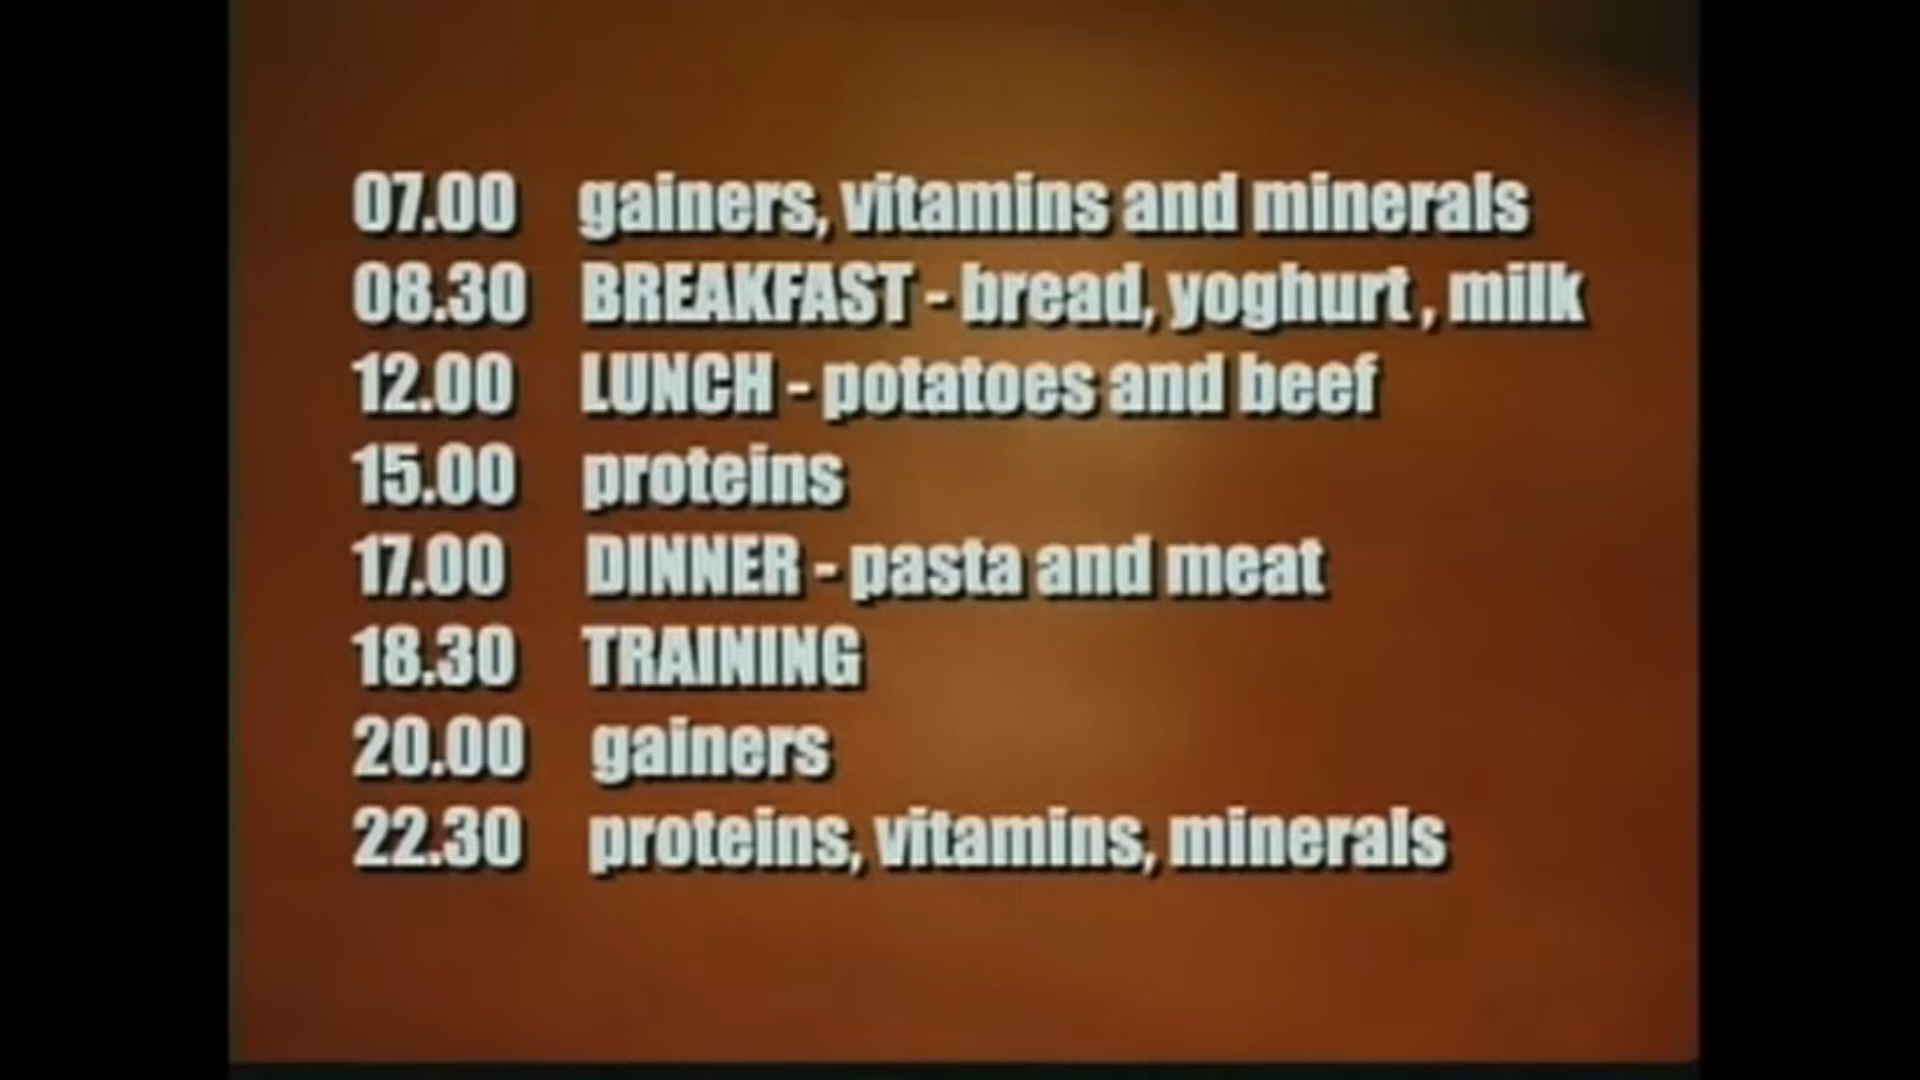 07.00 gainers, vitamins and minerals
08.30 BREAKFAST - bread, yoghurt , milk
12.00 LUNCH - potatoes and beef
15.00 proteins
17.00 DINNER - pasta and meat
18.30 TRAINING
20.00 gainers
22.30 proteins, vitamins, minerals